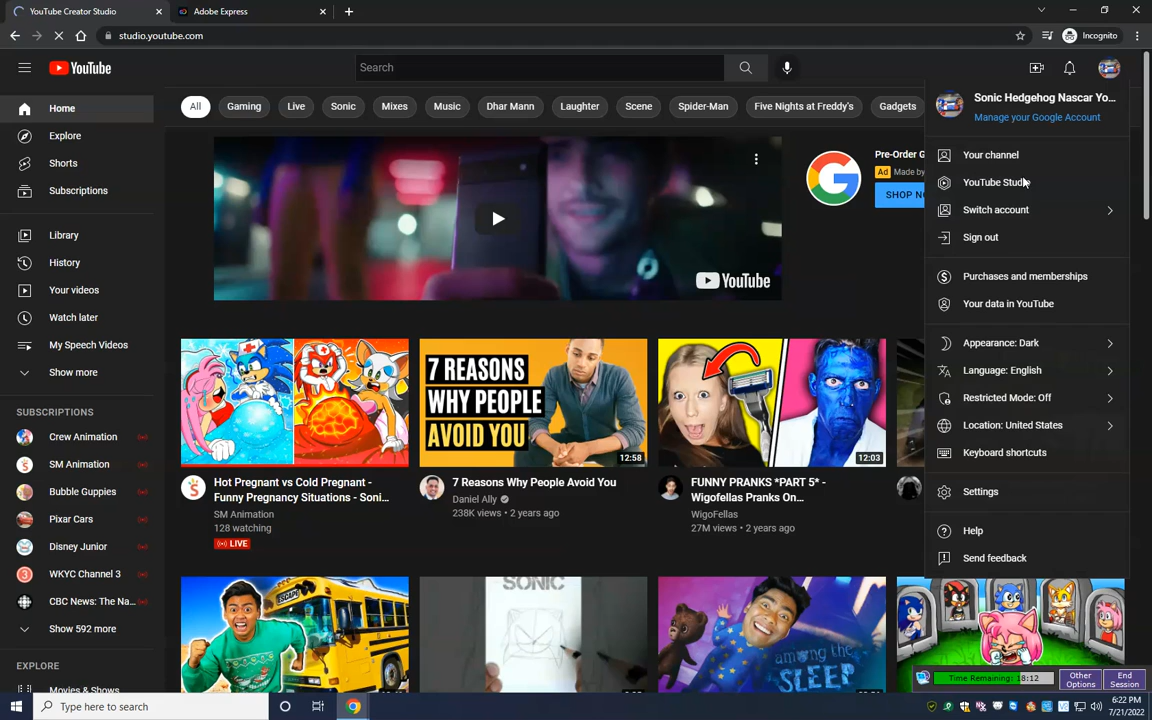 YouTube Creator Studio
Adobe Express
studio.youtube.com
Incognito
YouTube
Search
Home
Explore
Shorts
Subscriptions
Library
History
Your videos
Watch later
My Speech Videos
Show more
SUBSCRIPTIONS
Crew Animation
SM Animation
Bubble Guppies
Pixar Cars
Disney Junior
WKYC Channel 3
CBC News: The Na...
Show 592 more
EXPLORE
Movies & Shows
All
Gaming
Live
Sonic
Mixes
Music
Dhar Mann
Laughter
Scene
Spider-Man
Five Nights at Freddy's
Gadgets
YouTube
Pre-Order G
Ad Made by
SHOP N
7 REASONS
WHY PEOPLE
AVOID YOU
12:58
12:03
Hot Pregnant vs Cold Pregnant -
Funny Pregnancy Situations - Soni...
SM Animation
128 watching
LIVE
7 Reasons Why People Avoid You
Daniel Ally
238K views • 2 years ago
FUNNY PRANKS *PART 5* -
Wigofellas Pranks On...
WigoFellas
27M views • 2 years ago
ESCAPE
SONIC
among the
SLEEP
Sonic Hedgehog Nascar Yo...
Manage your Google Account
Your channel
YouTube Studio
Switch account
Sign out
Purchases and memberships
Your data in YouTube
Appearance: Dark
Language: English
Restricted Mode: Off
Location: United States
Keyboard shortcuts
Settings
Help
Send feedback
Time Remaining: 18:12
Other
Options
End
Session
Type here to search
6:22 PM
7/21/2022